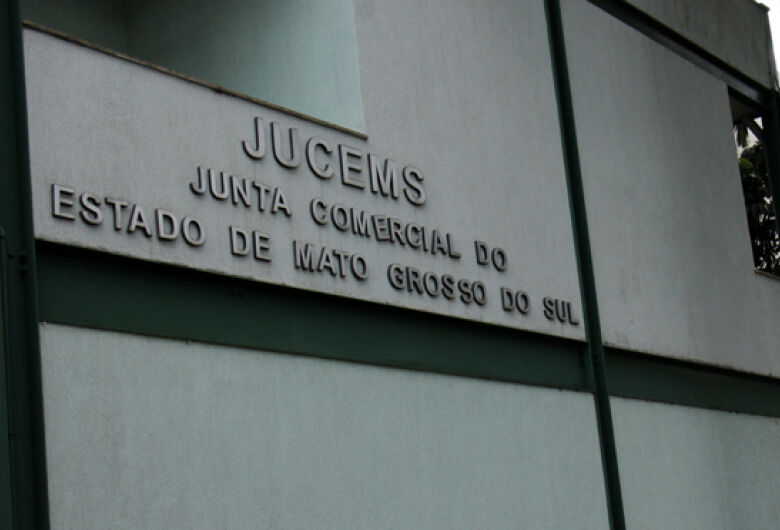 JUCEMS
JUNTA COMERCIAL DO
ESTADO DE MATO GROSSO DO SUL